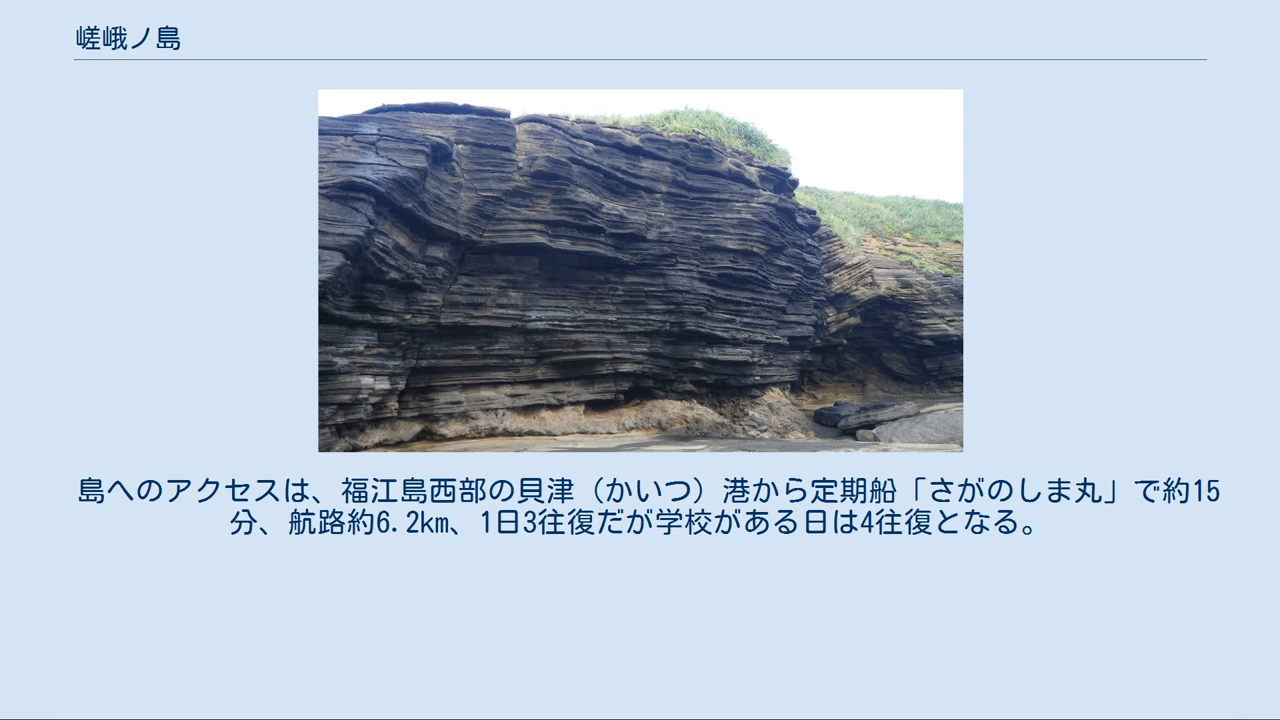 嵯峨ノ島
島へのアクセスは、福江島西部の貝津（かいつ）港から定期船「さがのしま丸」で約15
分、航路約6.2km、1日3往復だが学校がある日は4往復となる。